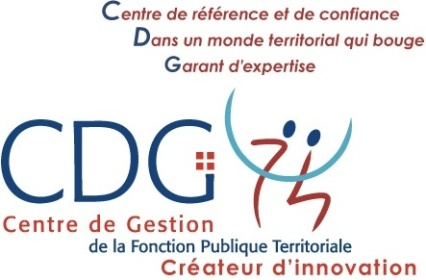 Centre de référence et de confiance
Dans un monde territorial qui bouge
Garant d'expertise
CDG
Centre de Gestion
de la Fonction Publique Territoriale
Créateur d'innovation